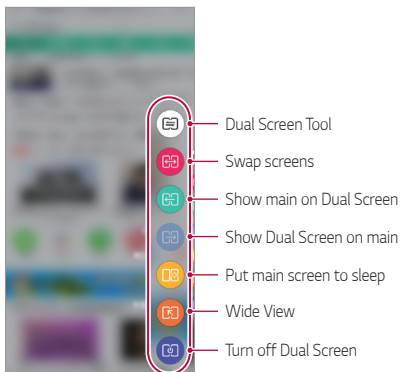 Dual Screen Tool
Swap screens
Show main on Dual Screen
Show Dual Screen on main
Put main screen to sleep
Wide View
Turn off Dual Screen